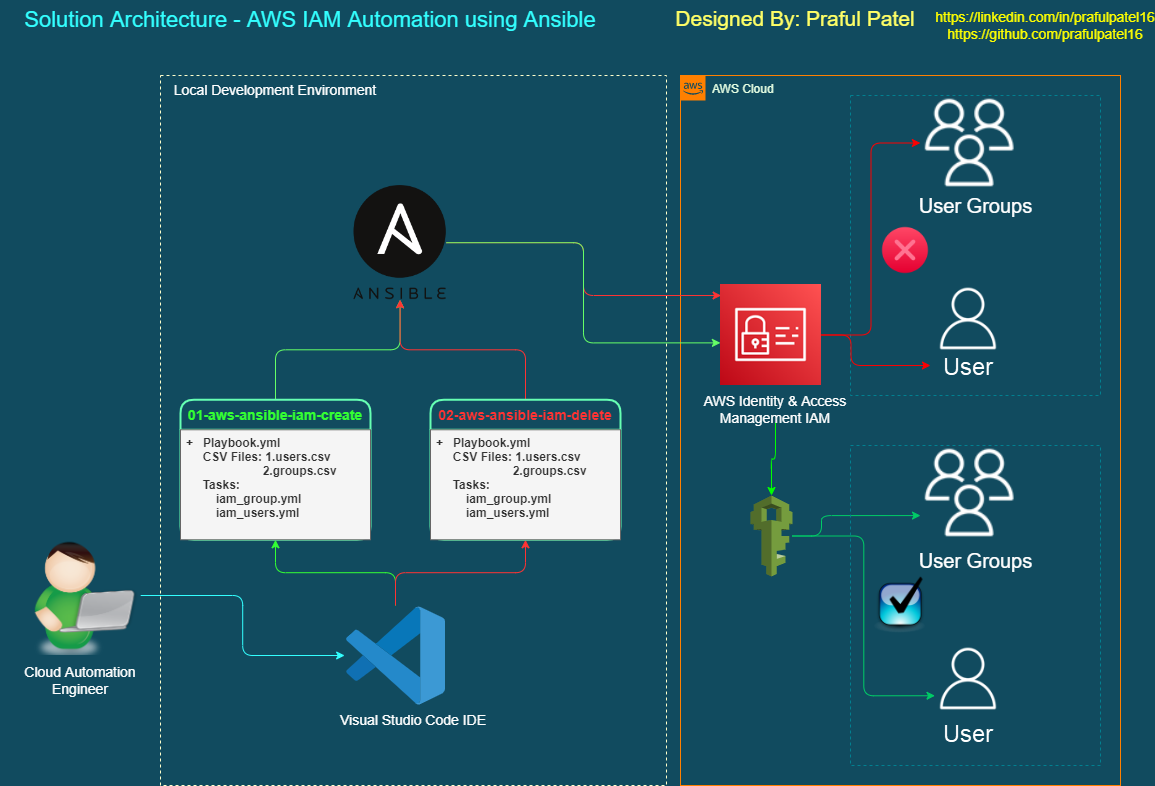 Solution Architecture - AWS IAM Automation using Ansible
Designed By: Praful Patel
https://linkedin.com/in/prafulpatel16
https://github.com/prafulpatel16
Local Development Environment
aws
AWS Cloud
User Groups
ANSIBLE
User
AWS Identity & Access
Management IAM
01-aws-ansible-iam-create
+ Playbook.yml
CSV Files: 1.users.csv
2.groups.csv
Tasks:
iam_group.yml
iam_users.yml
02-aws-ansible-iam-delete
+ Playbook.yml
CSV Files: 1.users.csv
2.groups.csv
Tasks:
iam_group.yml
iam_users.yml
User Groups
User
Cloud Automation
Engineer
Visual Studio Code IDE